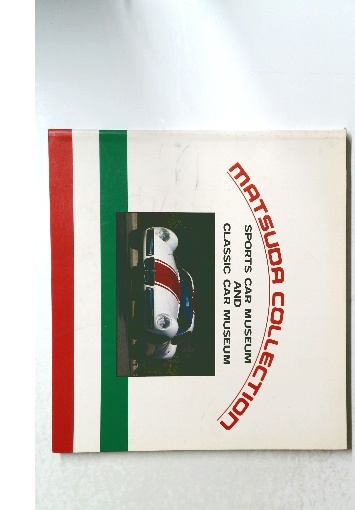 MATSUDA COLLECTION
SPORTS CAR MUSEUM
AND
CLASSIC CAR MUSEUM